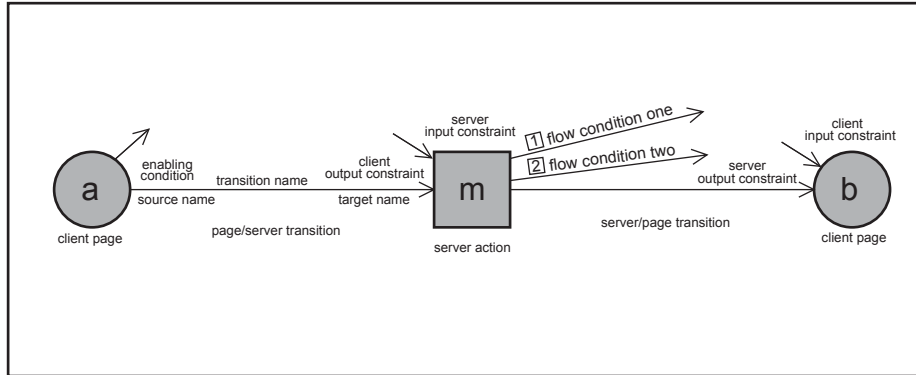 a
client page
enabling
condition
source name
transition name
page/server transition
client
output constraint
target name
server
input constraint
m
server action
1 flow condition one
2 flow condition two
server
output constraint
server/page transition
client
input constraint
b
client page